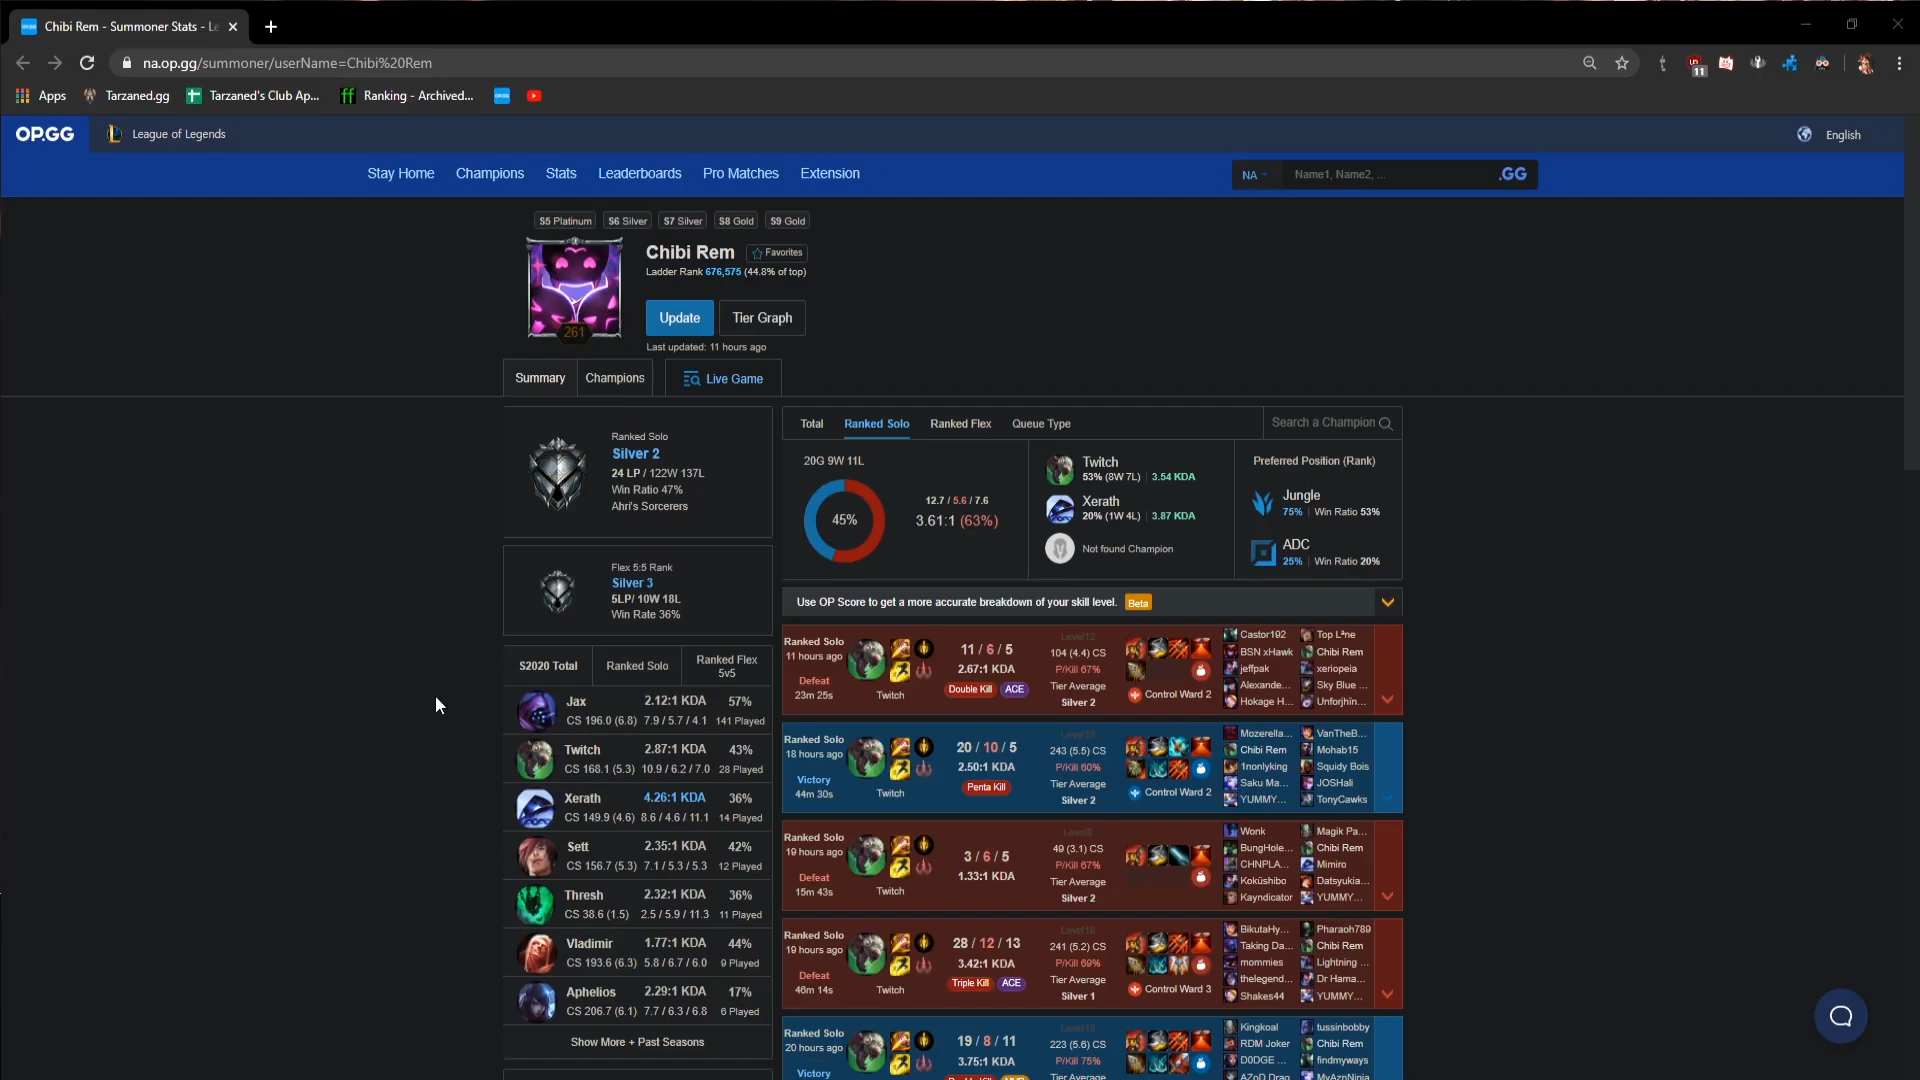 Chibi Rem - Summoner Stats - Le
na.op.gg/summoner/userName=Chibi%20Rem
11
Apps
Tarzaned.gg
Tarzaned's Club Ap...
Ranking - Archived...
OP.GG
League of Legends
English
Stay Home
Champions
Stats
Leaderboards
Pro Matches
Extension
NA
Name1, Name2, ...
.GG
S5 Platinum
S6 Silver
S7 Silver
S8 Gold
S9 Gold
Chibi Rem
Favorites
Ladder Rank 676,575 (44.8% of top)
261
Update
Tier Graph
Last updated: 11 hours ago
Summary
Champions
Live Game
Ranked Solo
Silver 2
24 LP / 122W 137L
Win Ratio 47%
Ahri's Sorcerers
Flex 5:5 Rank
Silver 3
5LP/ 10W 18L
Win Rate 36%
S2020 Total
Ranked Solo
Ranked Flex
5v5
Jax 2.12:1 KDA 57%
CS 196.0 (6.8) 7.9 / 5.7 / 4.1 141 Played
Twitch 2.87:1 KDA 43%
CS 168.1 (5.3) 10.9 / 6.2 / 7.0 28 Played
Xerath 4.26:1 KDA 36%
CS 149.9 (4.6) 8.6 / 4.6 / 11.1 14 Played
Sett 2.35:1 KDA 42%
CS 156.7 (5.3) 7.1 / 5.3 / 5.3 12 Played
Thresh 2.32:1 KDA 36%
CS 38.6 (1.5) 2.5 / 5.9 / 11.3 11 Played
Vladimir 1.77:1 KDA 44%
CS 193.6 (6.3) 5.8 / 6.7 / 6.0 9 Played
Aphelios 2.29:1 KDA 17%
CS 206.7 (6.1) 7.7 / 6.3 / 6.8 6 Played
Show More + Past Seasons
Total
Ranked Solo
Ranked Flex
Queue Type
Search a Champion
20G 9W 11L
45%
12.7 / 5.6 / 7.6
3.61:1 (63%)
Twitch
53% (8W 7L) 3.54 KDA
Xerath
20% (1W 4L) 3.87 KDA
Not found Champion
Preferred Position (Rank)
Jungle
75% Win Ratio 53%
ADC
25% Win Ratio 20%
Use OP Score to get a more accurate breakdown of your skill level. Beta
Ranked Solo
11 hours ago
Defeat
23m 25s
Twitch
11 / 6 / 5
2.67:1 KDA
Double Kill
ACE
Level12
104 (4.4) CS
P/Kill 67%
Tier Average
Silver 2
Control Ward 2
Castor192
BSN xHawk
jeffpak
Alexande...
Hokage H...
Top Lªne
Chibi Rem
xeriopeia
Sky Blue ...
Unforjhin...
Ranked Solo
18 hours ago
Victory
44m 30s
Twitch
20 / 10 / 5
2.50:1 KDA
Penta Kill
243 (5.5) CS
P/Kill 60%
Tier Average
Silver 2
Control Ward 2
Mozerella...
Chibi Rem
1nonlyking
Saku Ma...
YUMMY...
VanTheB...
Mohab15
Squidy Bois
JOSHali
TonyCawks
Ranked Solo
19 hours ago
Defeat
15m 43s
Twitch
3 / 6 / 5
1.33:1 KDA
49 (3.1) CS
P/Kill 67%
Tier Average
Silver 2
Wonk
BungHole...
CHNPLA...
Koküshibo
Kayndicator
Magik Pa...
Chibi Rem
Mimiro
Datsyukia...
YUMMY...
Ranked Solo
19 hours ago
Defeat
46m 14s
Twitch
28 / 12 / 13
3.42:1 KDA
Triple Kill
ACE
241 (5.2) CS
P/Kill 69%
Tier Average
Silver 1
Control Ward 3
BikutaHy...
Taking Da...
mommies
thelegend...
Shakes44
Pharaoh789
Chibi Rem
Lightning ...
Dr Hama...
YUMMY...
Ranked Solo
20 hours ago
Victory
19 / 8 / 11
3.75:1 KDA
223 (5.6) CS
P/Kill 75%
Tier Average
Kingkoal
RDM Joker
D0DGE ...
AZoD Drag
tussinbobby
Chibi Rem
findmyways
MyAznNinja